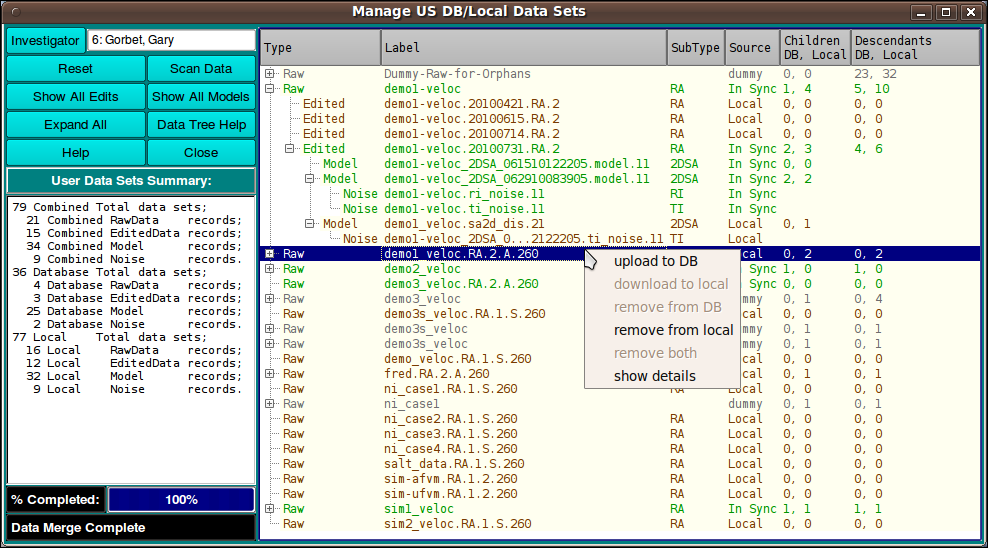 Manage US DB/Local Data Sets
Investigator 6: Gorbet, Gary
Reset Scan Data
Show All Edits Show All Models
Expand All Data Tree Help
Help Close
User Data Sets Summary:
79 Combined Total data sets;
21 Combined RawData records;
15 Combined EditedData records;
34 Combined Model records;
9 Combined Noise records.
36 Database Total data sets;
4 Database RawData records;
3 Database EditedData records;
25 Database Model records;
2 Database Noise records.
77 Local Total data sets;
16 Local RawData records;
12 Local EditedData records;
32 Local Model records;
9 Local Noise records.
% Completed: 100%
Data Merge Complete
Type Label SubType Source Children DB, Local Descendants DB, Local
Raw Dummy-Raw-for-Orphans dummy 0, 0 23, 32
Raw demo1-veloc RA In Sync 1, 4 5, 10
Edited demo1-veloc.20100421.RA.2 RA Local 0, 0 0, 0
Edited demo1-veloc.20100615.RA.2 RA Local 0, 0 0, 0
Edited demo1-veloc.20100714.RA.2 RA Local 0, 0 0, 0
Edited demo1-veloc.20100731.RA.2 RA In Sync 2, 3 4, 6
Model demo1-veloc_2DSA_061510122205.model.11 2DSA In Sync 0, 0
Model demo1-veloc_2DSA_062910083905.model.11 2DSA In Sync 2, 2
Noise demo1-veloc.ri_noise.11 RI In Sync
Noise demo1-veloc.ti_noise.11 TI In Sync
Model demo1-veloc.sa2d_dis.21 2DSA Local 0, 1
Noise demo1-veloc_2DSA_0...2122205.ti_noise.11 TI Local
Raw demo1_veloc.RA.2.A.260 cal 0, 2 0, 2
Raw demo2_veloc Sync 1, 0 1, 0
Raw demo3_veloc.RA.2.A.260 Sync 0, 0 0, 0
Raw demo3_veloc mmy 0, 1 0, 4
Raw demo3s_veloc.RA.1.S.260 cal 0, 0 0, 0
Raw demo3s_veloc mmy 0, 1 0, 1
Raw demo3s_veloc mmy 0, 1 0, 1
Raw demo_veloc.RA.1.S.260 cal 0, 0 0, 0
Raw fred.RA.2.A.260 cal 0, 1 0, 1
Raw ni_case1.RA.1.S.260 cal 0, 0 0, 0
Raw ni_case1 dummy 0, 1 0, 1
Raw ni_case2.RA.1.S.260 RA Local 0, 0 0, 0
Raw ni_case3.RA.1.S.260 RA Local 0, 0 0, 0
Raw ni_case4.RA.1.S.260 RA Local 0, 0 0, 0
Raw salt_data.RA.1.S.260 RA Local 0, 0 0, 0
Raw sim-afvm.RA.1.2.260 RA Local 0, 0 0, 0
Raw sim-ufvm.RA.1.2.260 RA Local 0, 0 0, 0
Raw sim1_veloc RA In Sync 1, 1 1, 1
Raw sim2_veloc.RA.1.S.260 RA Local 0, 0 0, 0
upload to DB
download to local
remove from DB
remove from local
remove both
show details